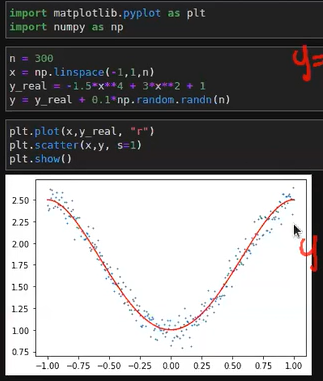 import matplotlib.pyplot as plt
import numpy as np
n = 300
x = np.linspace(-1,1,n)
y_real = -1.5*x**4 + 3*x**2 + 1
y = y_real + 0.1*np.random.randn(n)
y=
plt.plot(x,y_real, "r")
plt.scatter(x,y, s=1)
plt.show()
2.50
2.25
2.00
1.75
1.50
1.25
1.00
0.75
y
-1.00 -0.75 -0.50 -0.25 0.00 0.25 0.50 0.75 1.00